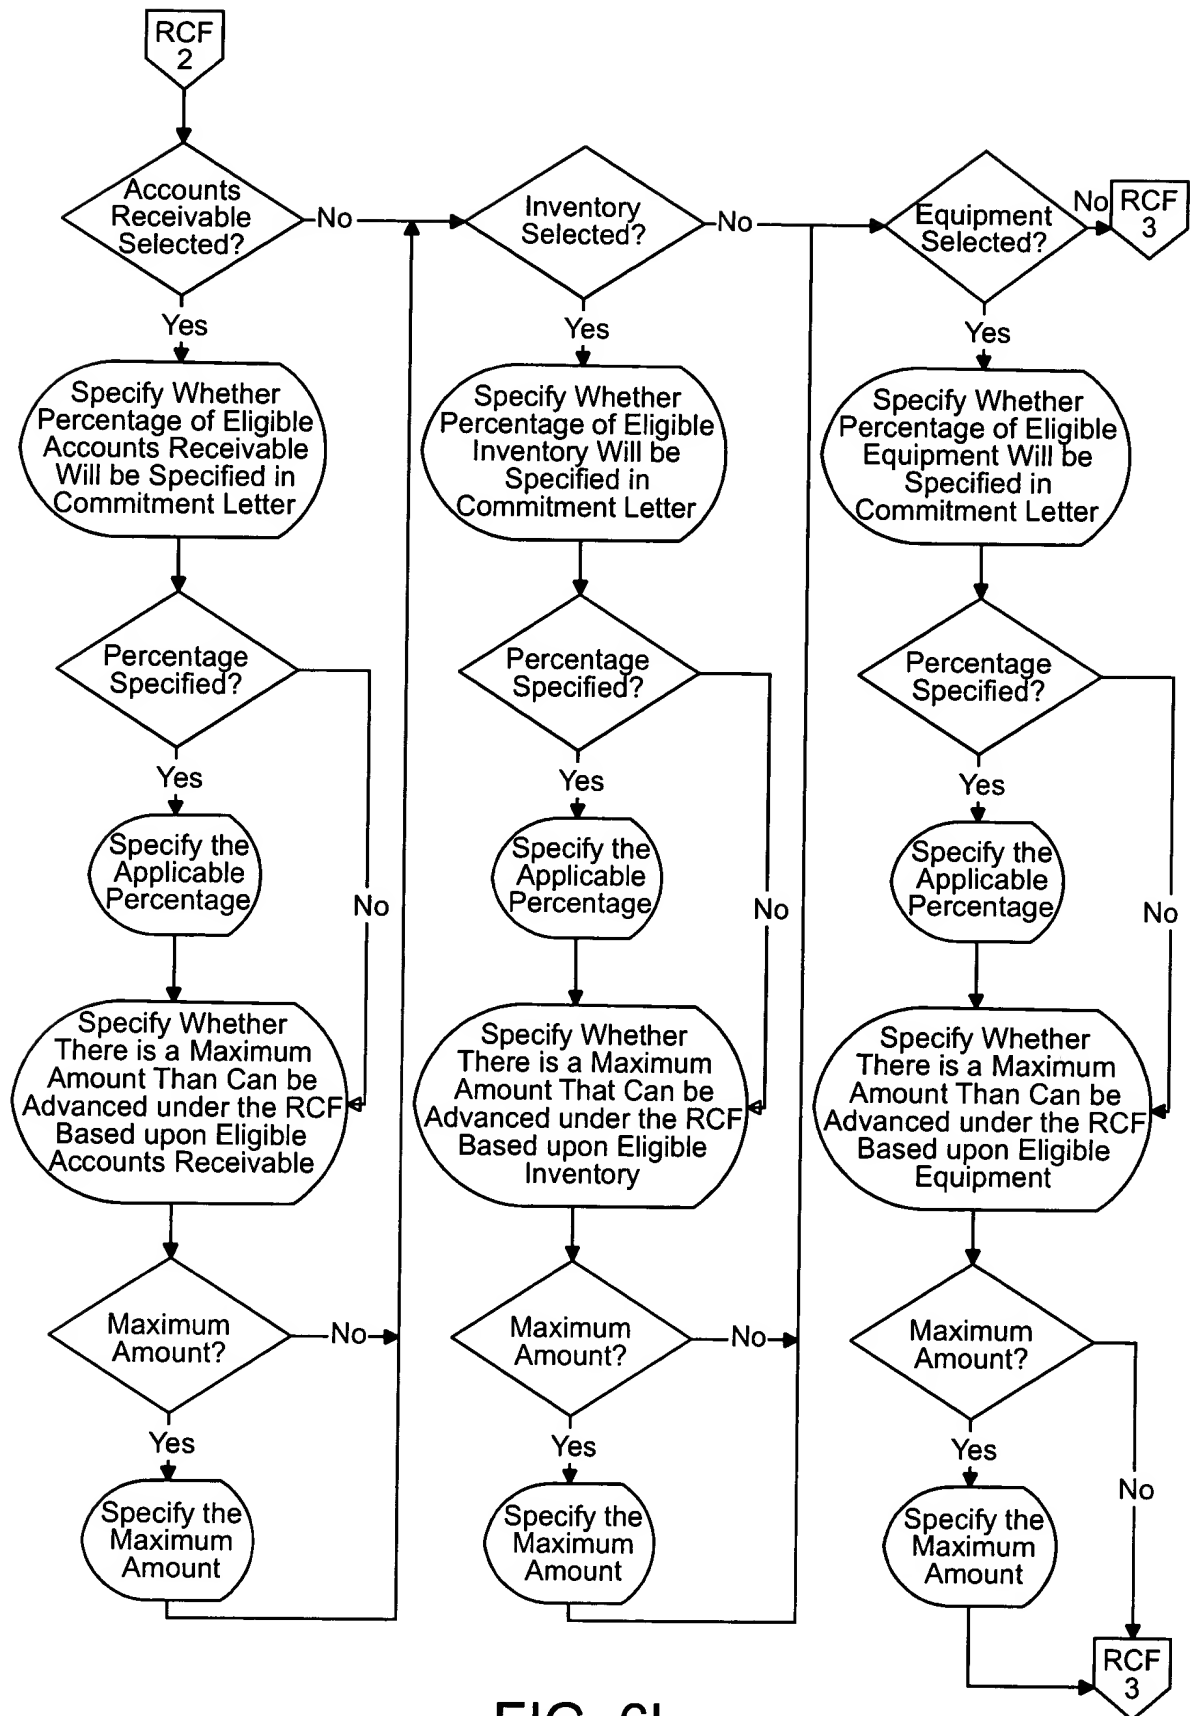 RCF
2
Accounts
Receivable
Selected?
No
Inventory
Selected?
No
Equipment
Selected?
No
RCF
3
Yes
Yes
Yes
Specify Whether
Percentage of Eligible
Accounts Receivable
Will be Specified in
Commitment Letter
Specify Whether
Percentage of Eligible
Inventory Will be
Specified in
Commitment Letter
Specify Whether
Percentage of Eligible
Equipment Will be
Specified in
Commitment Letter
Percentage
Specified?
Percentage
Specified?
Percentage
Specified?
Yes
Yes
Yes
Specify the
Applicable
Percentage
No
Specify the
Applicable
Percentage
No
Specify the
Applicable
Percentage
No
Specify Whether
There is a Maximum
Amount Than Can be
Advanced under the RCF
Based upon Eligible
Accounts Receivable
Specify Whether
There is a Maximum
Amount That Can be
Advanced under the RCF
Based upon Eligible
Inventory
Specify Whether
There is a Maximum
Amount Than Can be
Advanced under the RCF
Based upon Eligible
Equipment
Maximum
Amount?
No
Maximum
Amount?
No
Maximum
Amount?
Yes
Yes
Yes
No
Specify the
Maximum
Amount
Specify the
Maximum
Amount
Specify the
Maximum
Amount
RCF
3